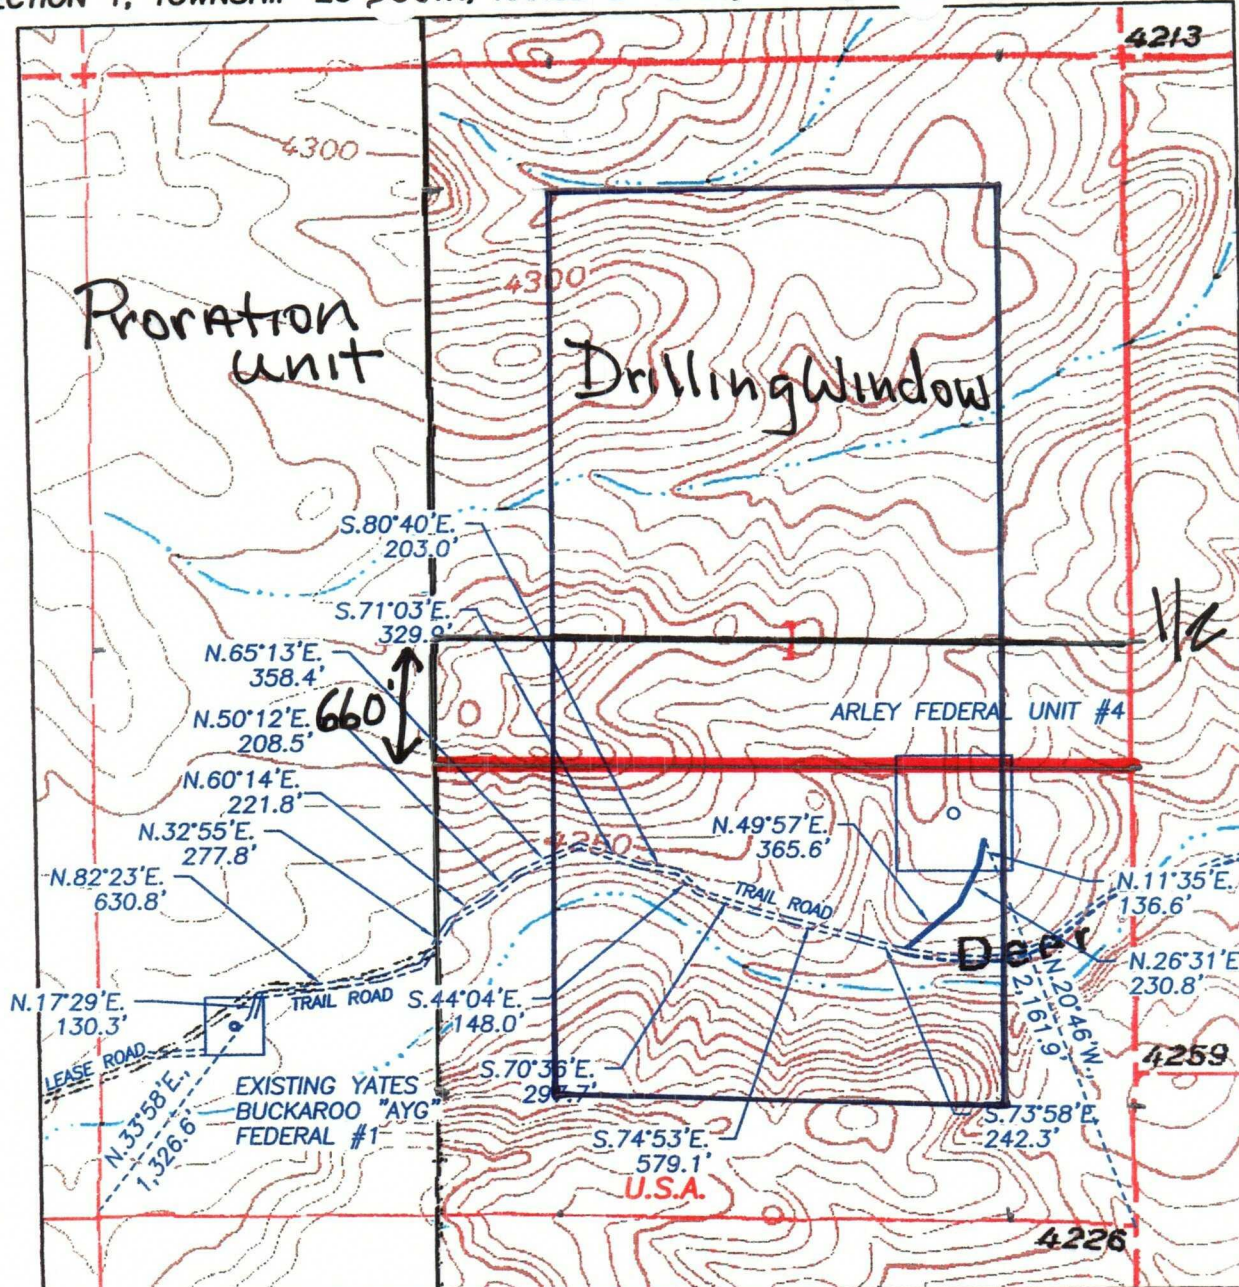 4213
4300
4300
Proration
unit
Drilling Window
S.80°40'E.
203.0'
S.71°03'E.
329.9'
1/2
N.65°13'E.
358.4'
1
N.50°12'E.
208.5'
660'
ARLEY FEDERAL UNIT #4
N.60°14'E.
221.8'
N.32°55'E.
277.8'
4250
N.49°57'E.
365.6'
N.82°23'E.
630.8'
TRAIL ROAD
N.11°35'E.
136.6'
Deer
N.26°31'E.
230.8'
N.17°29'E.
130.3'
TRAIL ROAD
S.44°04'E.
148.0'
N.20°46'W.
2,161.9'
LEASE ROAD
4259
S.70°36'E.
N.33°58'E.,
1,326.6'
EXISTING YATES
BUCKAROO "AYG"
FEDERAL #1
S.73°58'E.
242.3'
S.74°53'E.
579.1'
U.S.A.
4226